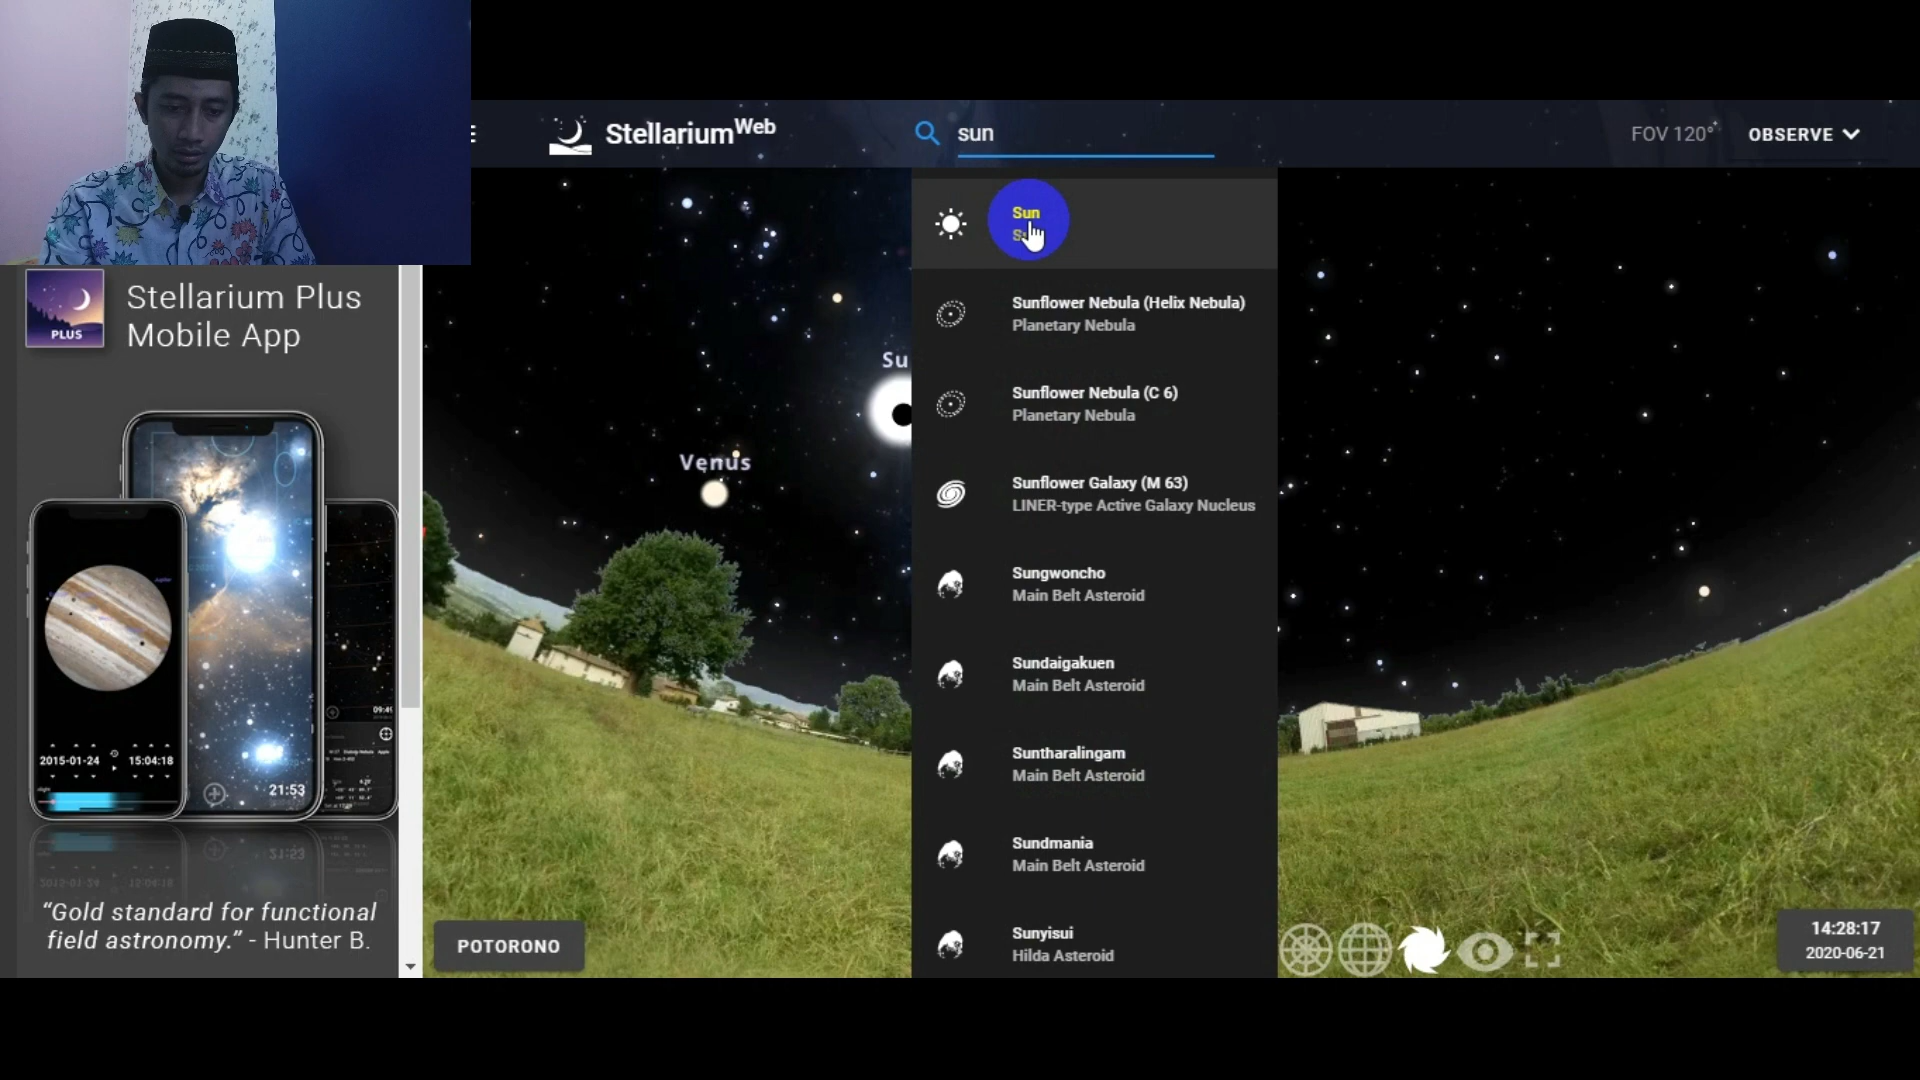 StellariumWeb
sun
FOV 120°
OBSERVE
Sun
Sunflower Nebula (Helix Nebula)
Planetary Nebula
Sunflower Nebula (C 6)
Planetary Nebula
Sunflower Galaxy (M 63)
LINER-type Active Galaxy Nucleus
Sungwoncho
Main Belt Asteroid
Sundaigakuen
Main Belt Asteroid
Suntharalingam
Main Belt Asteroid
Sundmania
Main Belt Asteroid
Sunyisui
Hilda Asteroid
Su
Venus
PLUS
Stellarium Plus
Mobile App
2015-01-24
15:04:18
21:53
“Gold standard for functional
field astronomy.” - Hunter B.
POTORONO
14:28:17
2020-06-21